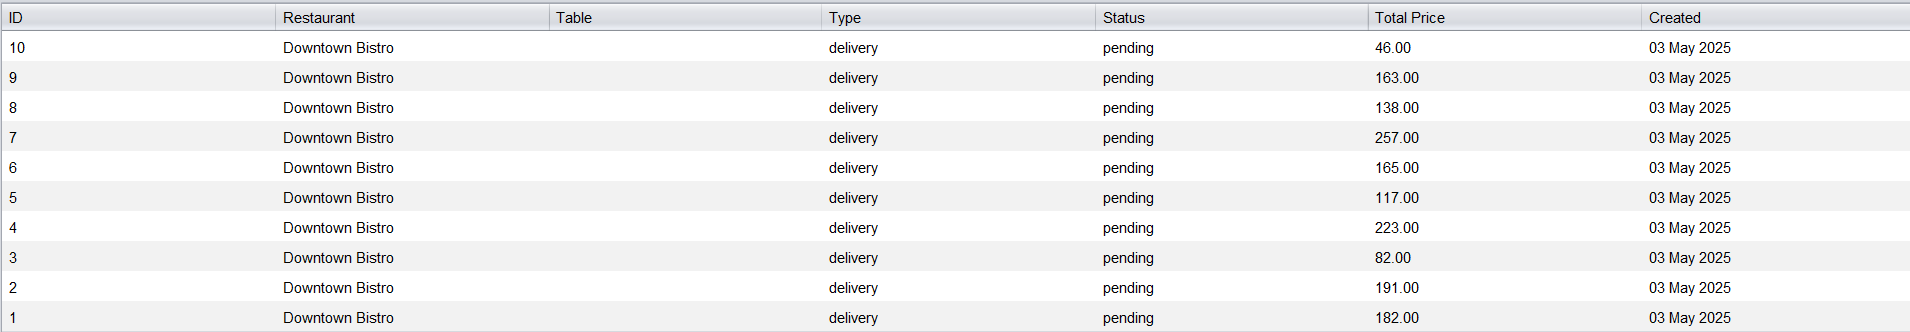 ID Restaurant Table Type Status Total Price Created
10 Downtown Bistro delivery pending 46.00 03 May 2025
9 Downtown Bistro delivery pending 163.00 03 May 2025
8 Downtown Bistro delivery pending 138.00 03 May 2025
7 Downtown Bistro delivery pending 257.00 03 May 2025
6 Downtown Bistro delivery pending 165.00 03 May 2025
5 Downtown Bistro delivery pending 117.00 03 May 2025
4 Downtown Bistro delivery pending 223.00 03 May 2025
3 Downtown Bistro delivery pending 82.00 03 May 2025
2 Downtown Bistro delivery pending 191.00 03 May 2025
1 Downtown Bistro delivery pending 182.00 03 May 2025